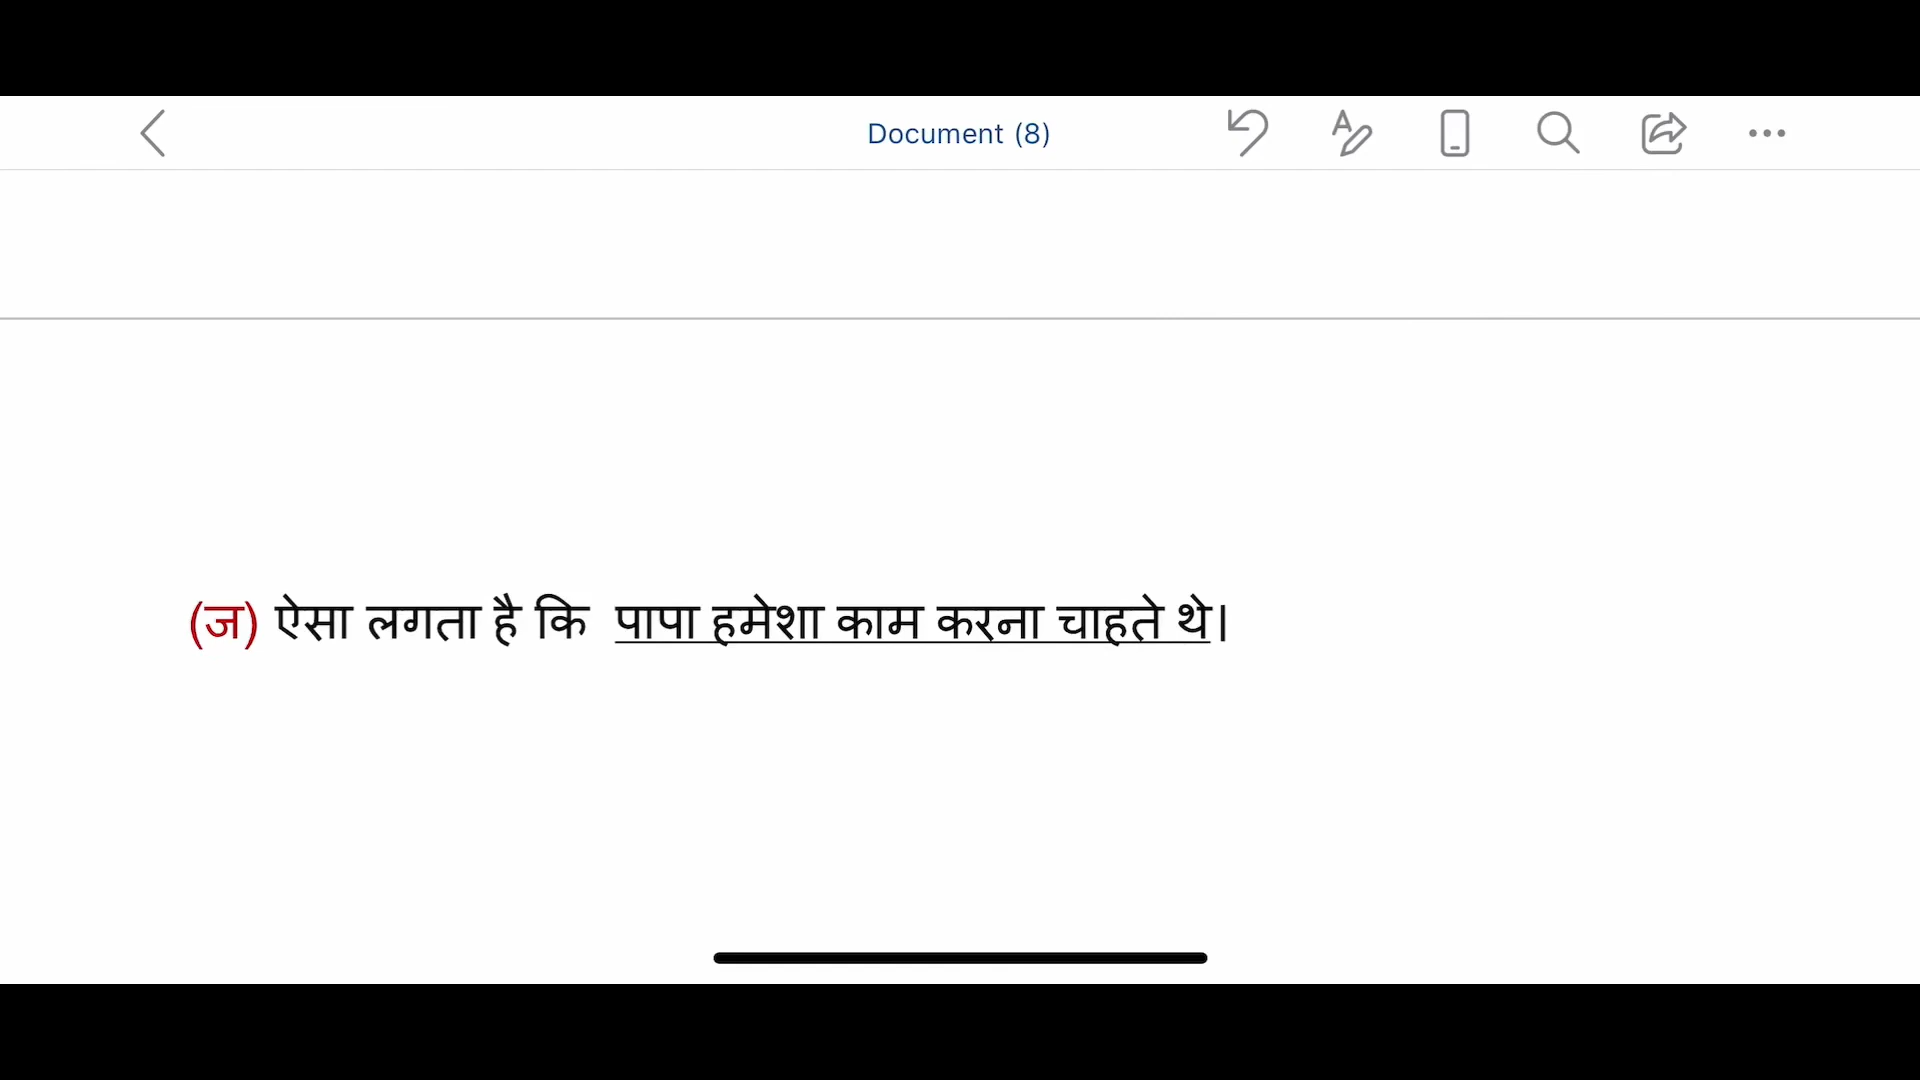 Document (8)
(ज) ऐसा लगता है कि पापा हमेशा काम करना चाहते थे।